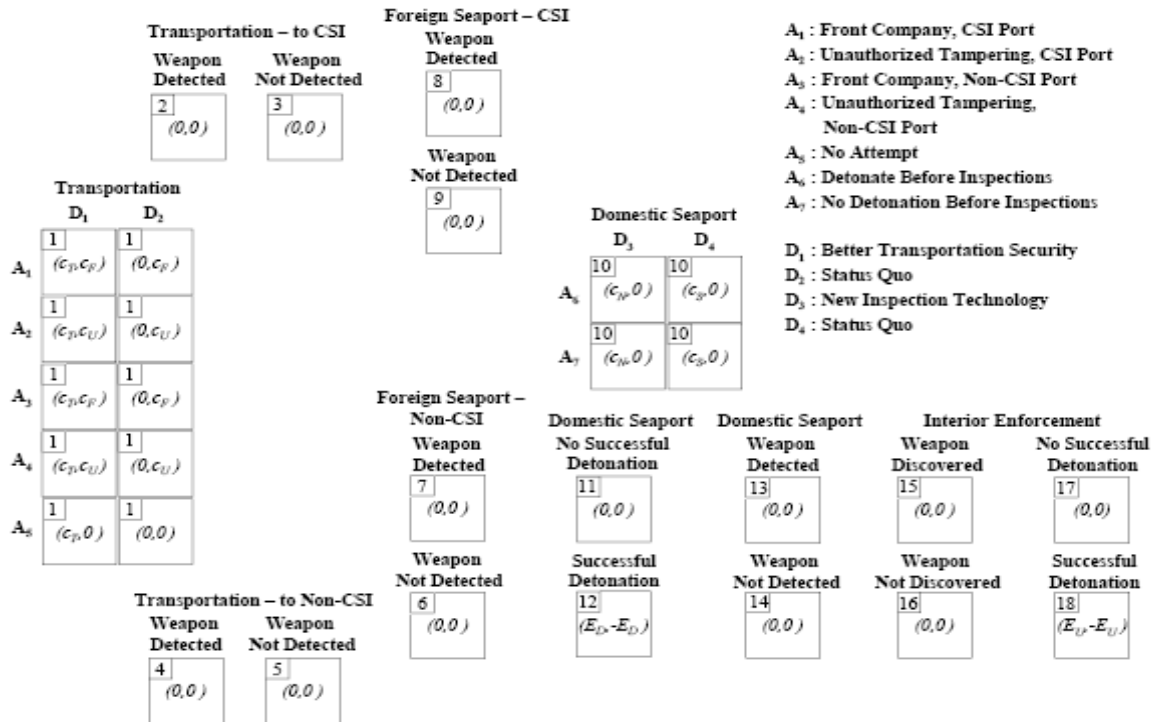 Foreign Seaport – CSI
Transportation – to CSI
Weapon Detected
Weapon Not Detected
Weapon Detected
2
(0,0 )
3
(0,0 )
8
(0,0 )
Weapon Not Detected
9
(0,0 )
A₁ : Front Company, CSI Port
A₂ : Unauthorized Tampering, CSI Port
A₃ : Front Company, Non-CSI Port
A₄ : Unauthorized Tampering,
Non-CSI Port
A₅ : No Attempt
A₆ : Detonate Before Inspections
A₇ : No Detonation Before Inspections
D₁ : Better Transportation Security
D₂ : Status Quo
D₃ : New Inspection Technology
D₄ : Status Quo
Transportation
D₁ D₂
1 1
A₁ (c_T,c_F) (0,c_F)
1 1
A₂ (c_T,c_U) (0,c_U)
1 1
A₃ (c_T,c_F) (0,c_F)
1 1
A₄ (c_T,c_U) (0,c_U)
1 1
A₅ (c_T,0 ) (0,0 )
Domestic Seaport
D₃ D₄
10 10
A₆ (c_N,0 ) (c_S,0 )
10 10
A₇ (c_N,0 ) (c_S,0 )
Foreign Seaport –
Non-CSI
Weapon
Detected
7
(0,0 )
Weapon
Not Detected
6
(0,0 )
Domestic Seaport
No Successful
Detonation
11
(0,0 )
Successful
Detonation
12
(E_D,-E_D )
Domestic Seaport
Weapon
Detected
13
(0,0 )
Weapon
Not Detected
14
(0,0 )
Interior Enforcement
Weapon
Discovered
15
(0,0 )
Weapon
Not Discovered
16
(0,0 )
No Successful
Detonation
17
(0,0)
Successful
Detonation
18
(E_U,-E_U )
Transportation – to Non-CSI
Weapon
Detected
4
(0,0 )
Weapon
Not Detected
5
(0,0 )